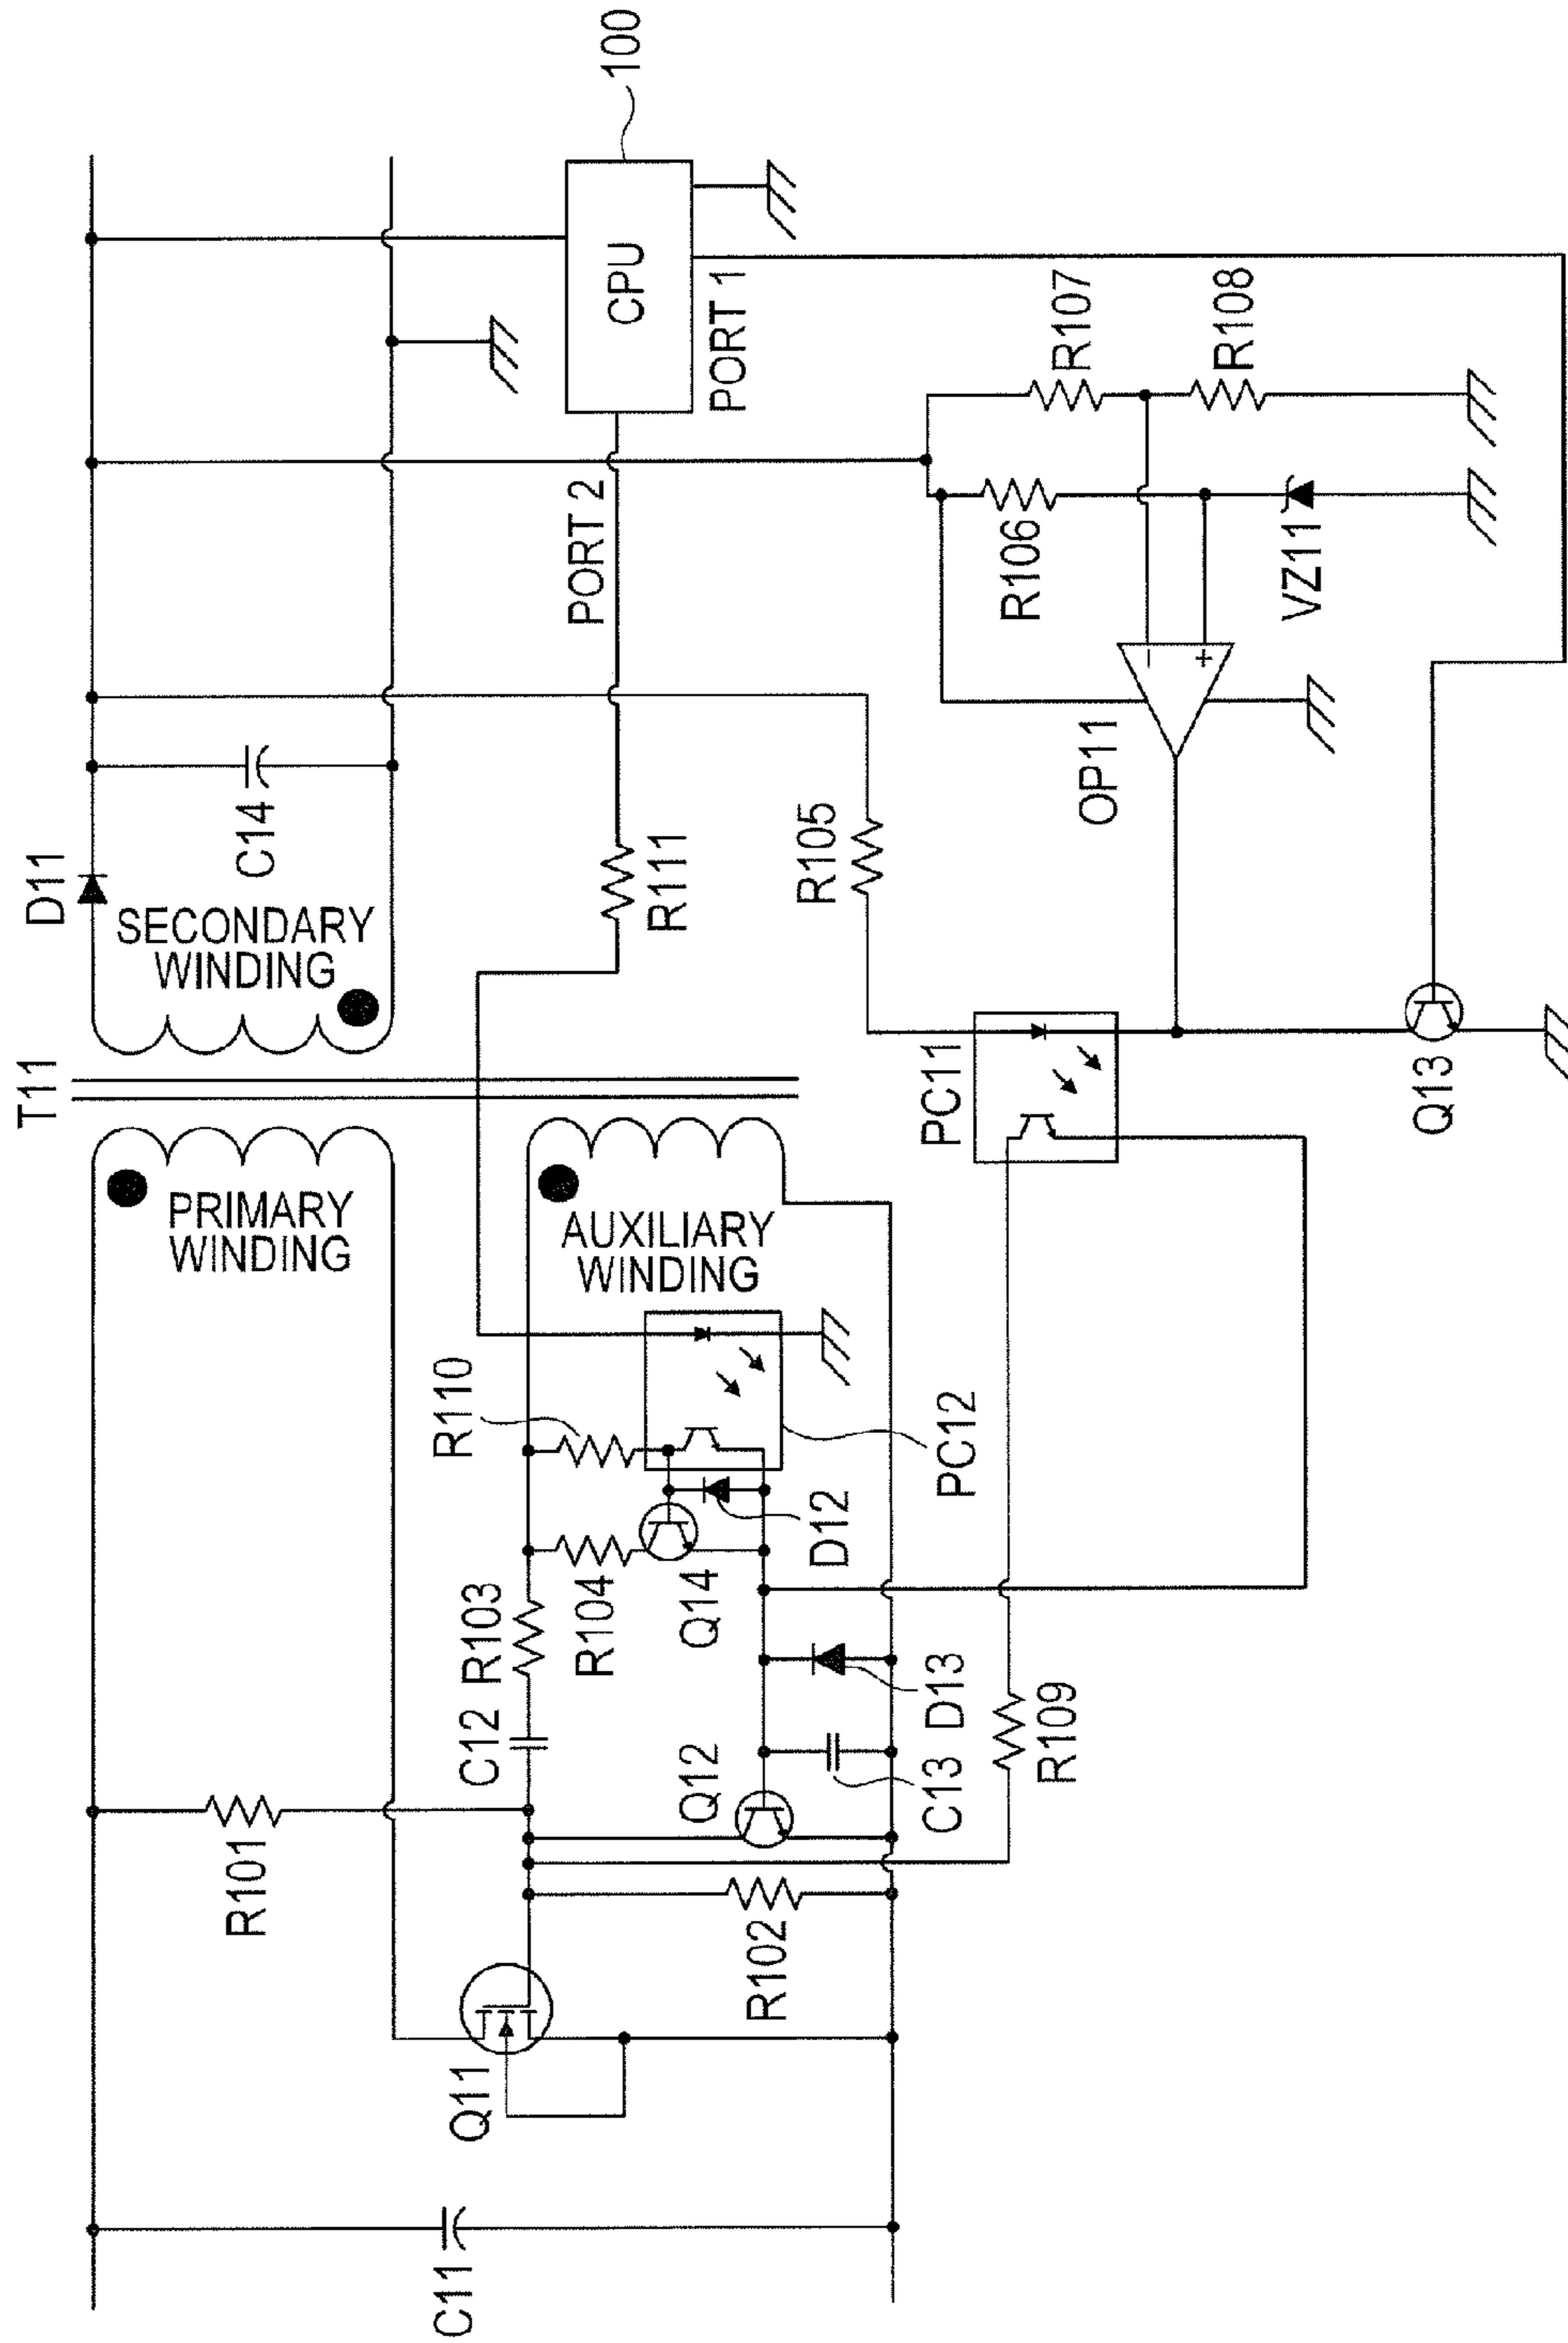 T11
D11
SECONDARY
WINDING
C14
PRIMARY
WINDING
AUXILIARY
WINDING
R101
C11
Q11
R102
C12
R103
R104
R110
Q12
Q14
C13
D13
D12
PC12
R109
R111
R105
PC11
PORT 2
CPU
100
PORT 1
R106
R107
R108
VZ11
OP11
−
+
Q13